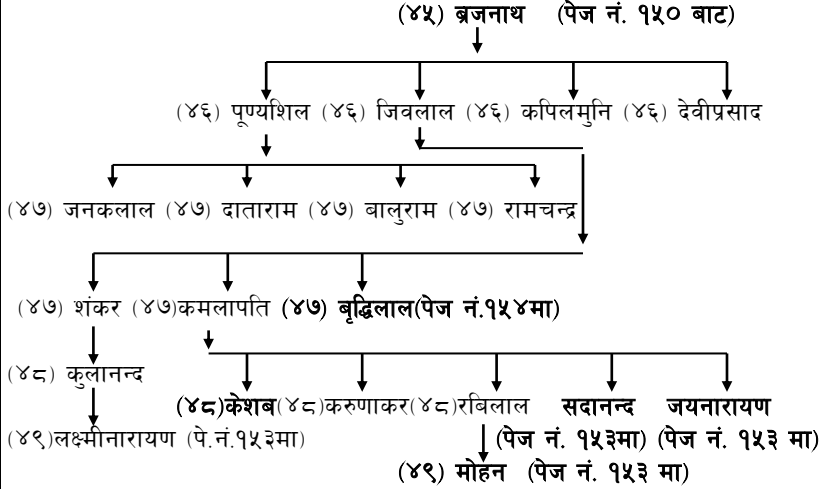 (४५) ब्रजनाथ (पेज नं. १५० बाट)
(४६) पूण्यशिल (४६) जिवलाल (४६) कपिलमुनि (४६) देवीप्रसाद
(४७) जनकलाल (४७) दाताराम (४७) बालुराम (४७) रामचन्द्र
(४७) शंकर (४७)कमलापति (४७) बृद्धिलाल(पेज नं.१५४मा)
(४८) कुलानन्द
(४८)केशब(४८)करुणाकर(४८)रबिलाल सदानन्द जयनारायण
(४९)लक्ष्मीनारायण (पे.नं.१५३मा) (पेज नं. १५३मा) (पेज नं. १५३ मा)
(४९) मोहन (पेज नं. १५३ मा)